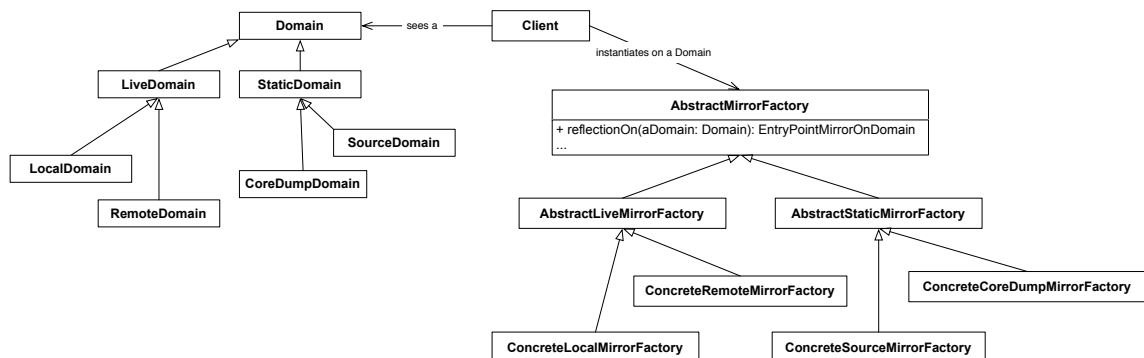 Domain
sees a
Client
instantiates on a Domain
LiveDomain
StaticDomain
AbstractMirrorFactory
+ reflectionOn(aDomain: Domain): EntryPointMirrorOnDomain
...
SourceDomain
LocalDomain
CoreDumpDomain
RemoteDomain
AbstractLiveMirrorFactory
AbstractStaticMirrorFactory
ConcreteRemoteMirrorFactory
ConcreteCoreDumpMirrorFactory
ConcreteLocalMirrorFactory
ConcreteSourceMirrorFactory